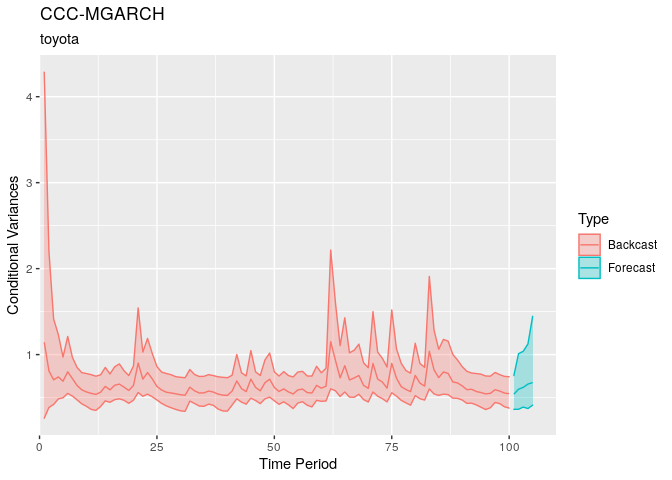 CCC-MGARCH
toyota
4
3
2
1
0
25
50
75
100
Time Period
Conditional Variances
Type
Backcast
Forecast